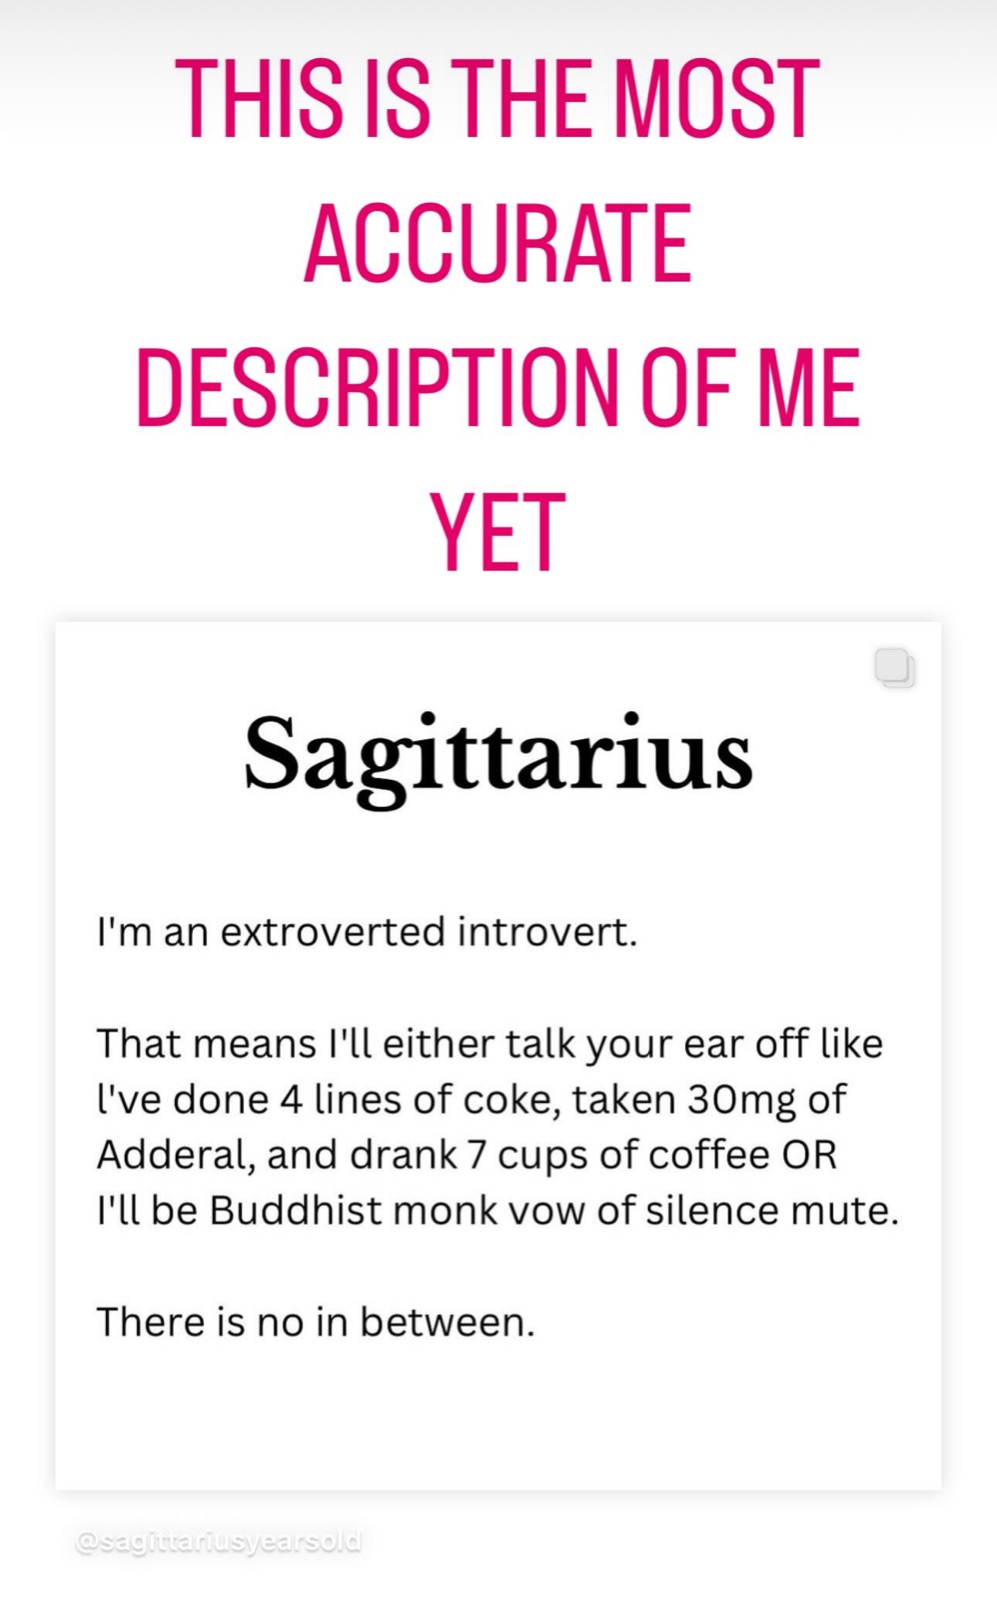 THIS IS THE MOST
ACCURATE
DESCRIPTION OF ME
YET
Sagittarius
I'm an extroverted introvert.
That means I'll either talk your ear off like
l've done 4 lines of coke, taken 30mg of
Adderal, and drank 7 cups of coffee OR
I'll be Buddhist monk vow of silence mute.
There is no in between.
@sagittariusyearsold